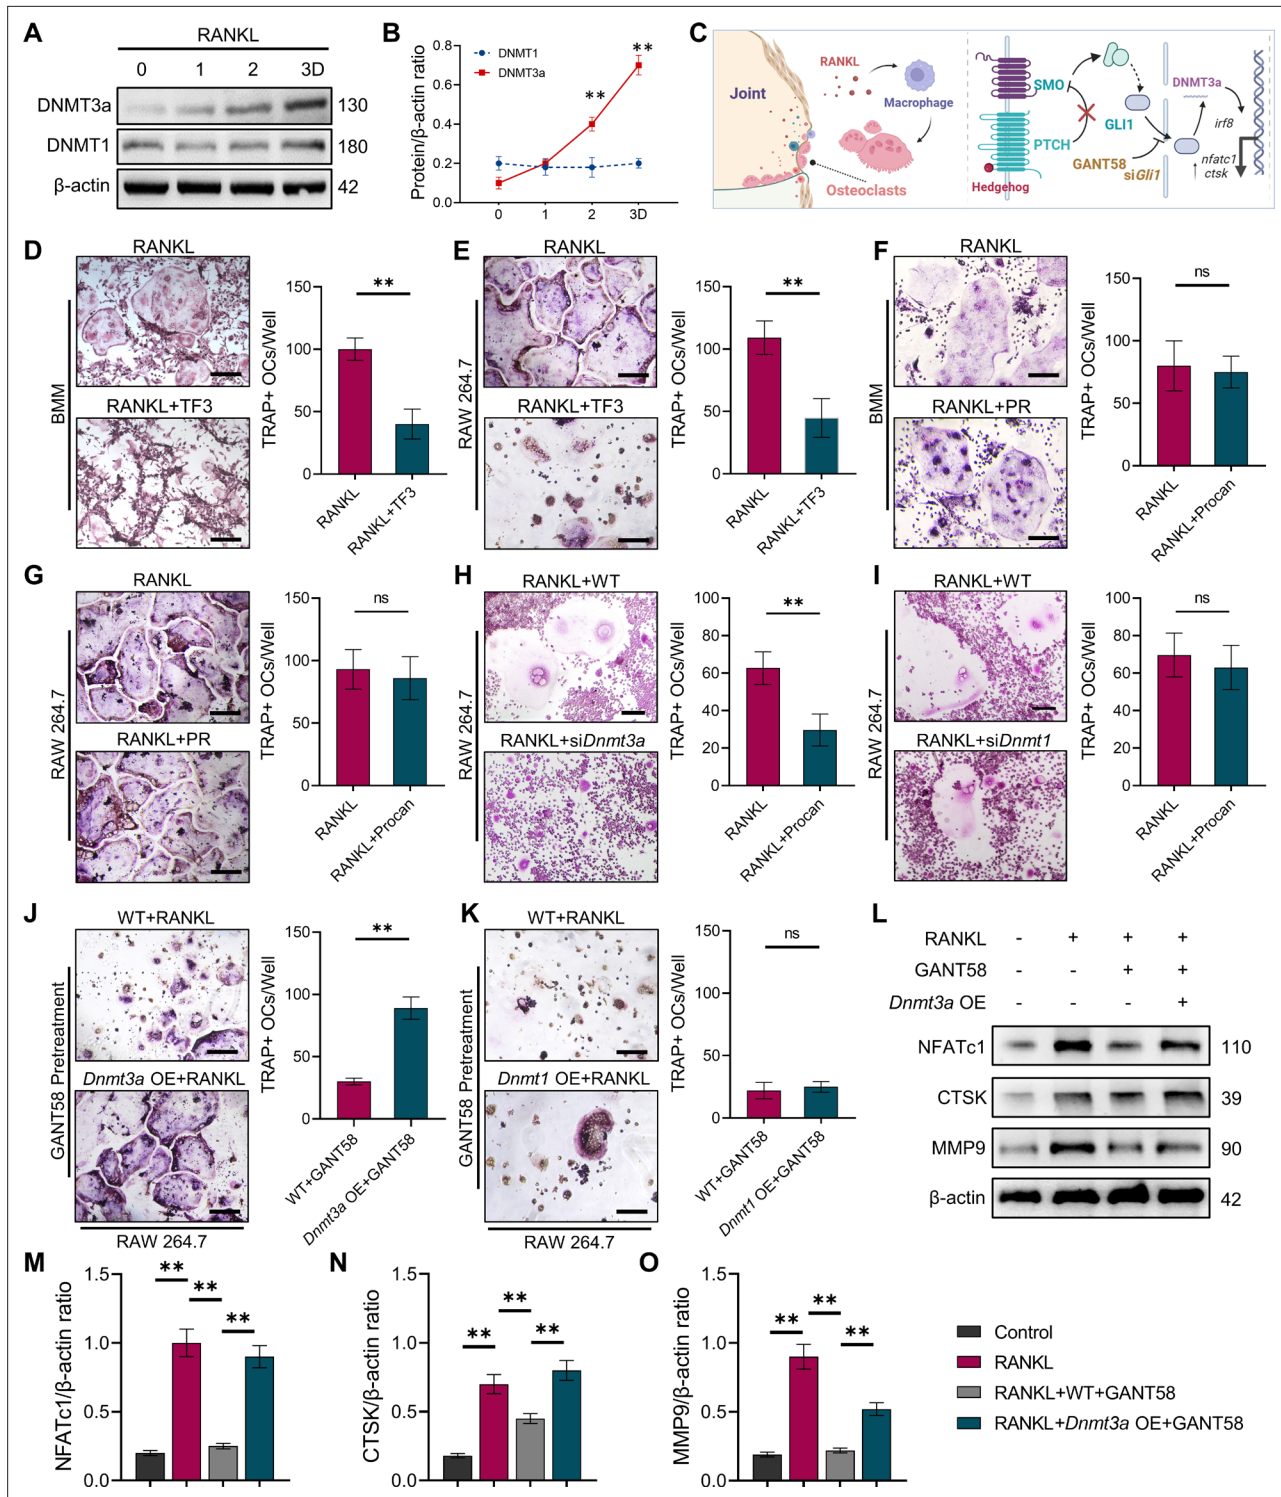 A
RANKL
0 1 2 3D
DNMT3a 130
DNMT1 180
β-actin 42
B
Protein/β-actin ratio
0.8
0.6
0.4
0.2
0.0
DNMT1
DNMT3a
**
**
0 1 2 3D
C
RANKL
Joint
Macrophage
Osteoclasts
SMO
PTCH
Hedgehog
GLI1
GANT58
siGli1
DNMT3a
irf8
nfatc1
ctsk
D
RANKL
RANKL+TF3
BMM
TRAP+ OCs/Well
150
100
50
0
**
RANKL
RANKL+TF3
E
RANKL
RANKL+TF3
RAW 264.7
TRAP+ OCs/Well
150
100
50
0
**
RANKL
RANKL+TF3
F
RANKL
RANKL+PR
BMM
TRAP+ OCs/Well
150
100
50
0
ns
RANKL
RANKL+Procan
G
RANKL
RANKL+PR
RAW 264.7
TRAP+ OCs/Well
150
100
50
0
ns
RANKL
RANKL+Procan
H
RANKL+WT
RANKL+siDnmt3a
RAW 264.7
TRAP+ OCs/Well
100
80
60
40
20
0
**
RANKL
RANKL+Procan
I
RANKL+WT
RANKL+siDnmt1
RAW 264.7
TRAP+ OCs/Well
100
80
60
40
20
0
ns
RANKL
RANKL+Procan
J
WT+RANKL
Dnmt3a OE+RANKL
GANT58 Pretreatment
RAW 264.7
TRAP+ OCs/Well
150
100
50
0
**
WT+GANT58
Dnmt3a OE+GANT58
K
WT+RANKL
Dnmt1 OE+RANKL
GANT58 Pretreatment
RAW 264.7
TRAP+ OCs/Well
150
100
50
0
ns
WT+GANT58
Dnmt1 OE+GANT58
L
RANKL - + + +
GANT58 - - + +
Dnmt3a OE - - - +
NFATc1 110
CTSK 39
MMP9 90
β-actin 42
M
NFATc1/β-actin ratio
1.5
1.0
0.5
0.0
**
**
**
N
CTSK/β-actin ratio
1.5
1.0
0.5
0.0
**
**
**
O
MMP9/β-actin ratio
1.5
1.0
0.5
0.0
**
**
**
Control
RANKL
RANKL+WT+GANT58
RANKL+Dnmt3a OE+GANT58